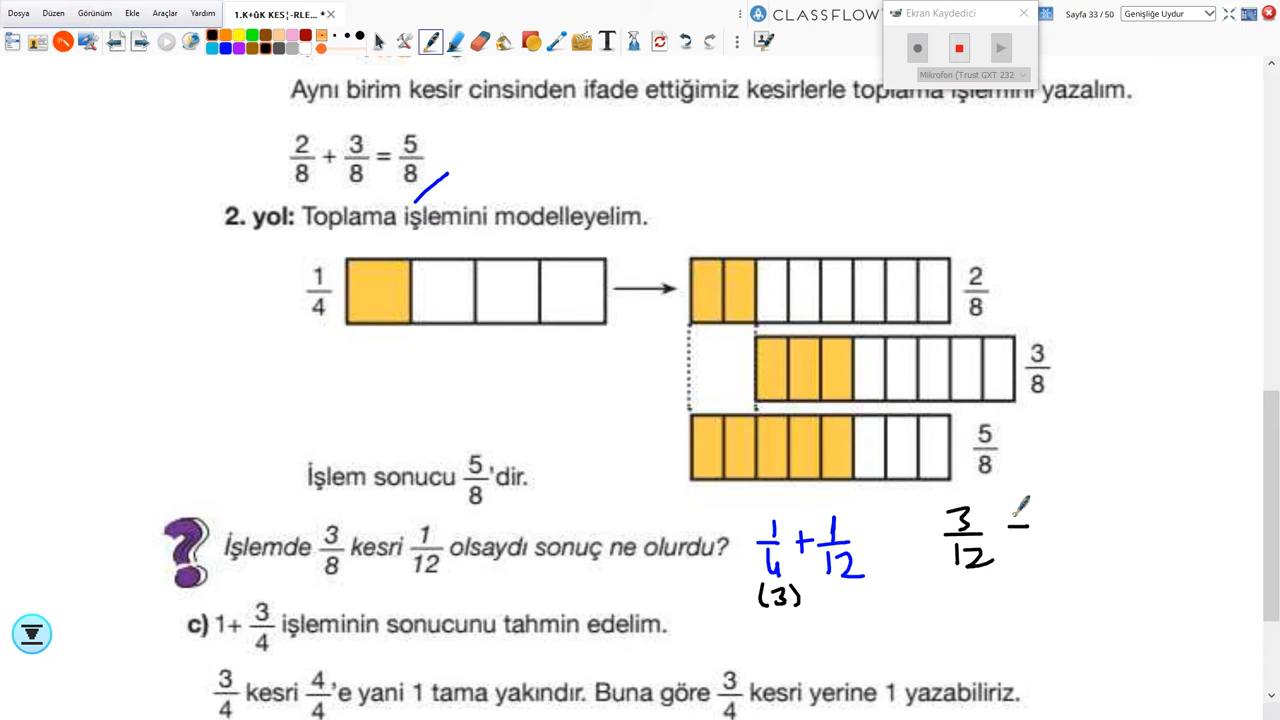 Dosya Düzen Görünüm Ekle Araçlar Yardım
1.K+ûK KES¦-RLE... *
CLASSFLOW
Ekran Kaydedici
Sayfa 33 / 50
Genişliğe Uydur
Mikrofon (Trust GXT 232
Aynı birim kesir cinsinden ifade ettiğimiz kesirlerle toplama işlemini yazalım.
2/8 + 3/8 = 5/8
2. yol: Toplama işlemini modelleyelim.
1/4
2/8
3/8
5/8
İşlem sonucu 5/8'dir.
? İşlemde 3/8 kesri 1/12 olsaydı sonuç ne olurdu?
1/4 + 1/12
(3)
3/12
c) 1+ 3/4 işleminin sonucunu tahmin edelim.
3/4 kesri 4/4'e yani 1 tama yakındır. Buna göre 3/4 kesri yerine 1 yazabiliriz.